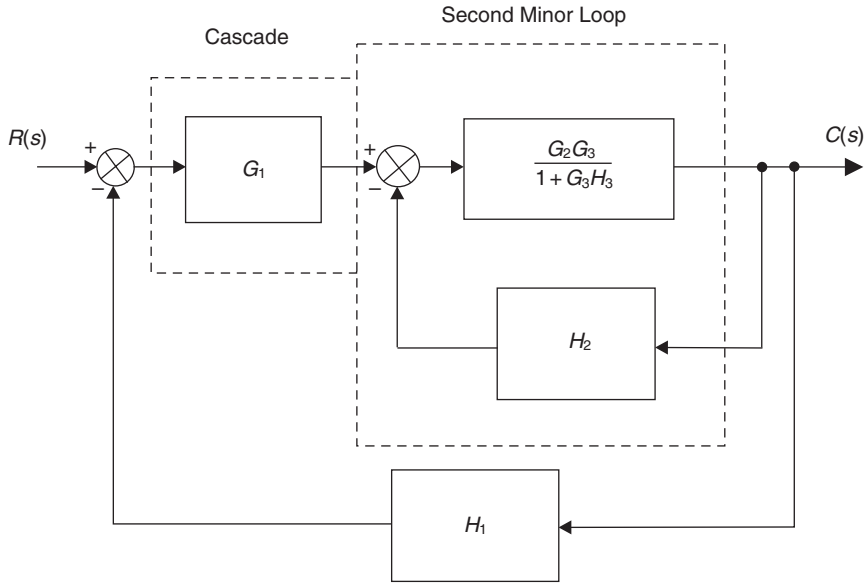 Second Minor Loop
Cascade
R(s)
+
−
G₁
+
−
G₂G₃
1 + G₃H₃
C(s)
H₂
H₁